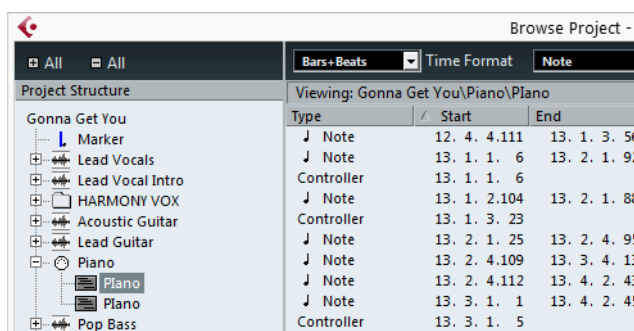 Browse Project -
All All Bars+Beats Time Format Note
Project Structure
Viewing: Gonna Get You\Piano\PIano
Gonna Get You
Marker
Lead Vocals
Lead Vocal Intro
HARMONY VOX
Acoustic Guitar
Lead Guitar
Piano
PIano
PIano
Pop Bass
Type Start End
Note 12. 4. 4.111 13. 1. 3. 56
Note 13. 1. 1. 6 13. 2. 1. 92
Controller 13. 1. 1. 6
Note 13. 1. 2.104 13. 2. 1. 88
Controller 13. 1. 3. 23
Note 13. 2. 1. 25 13. 2. 4. 95
Note 13. 2. 4.109 13. 3. 4. 13
Note 13. 2. 4.112 13. 4. 2. 43
Note 13. 3. 1. 1 13. 4. 2. 45
Controller 13. 3. 1. 5